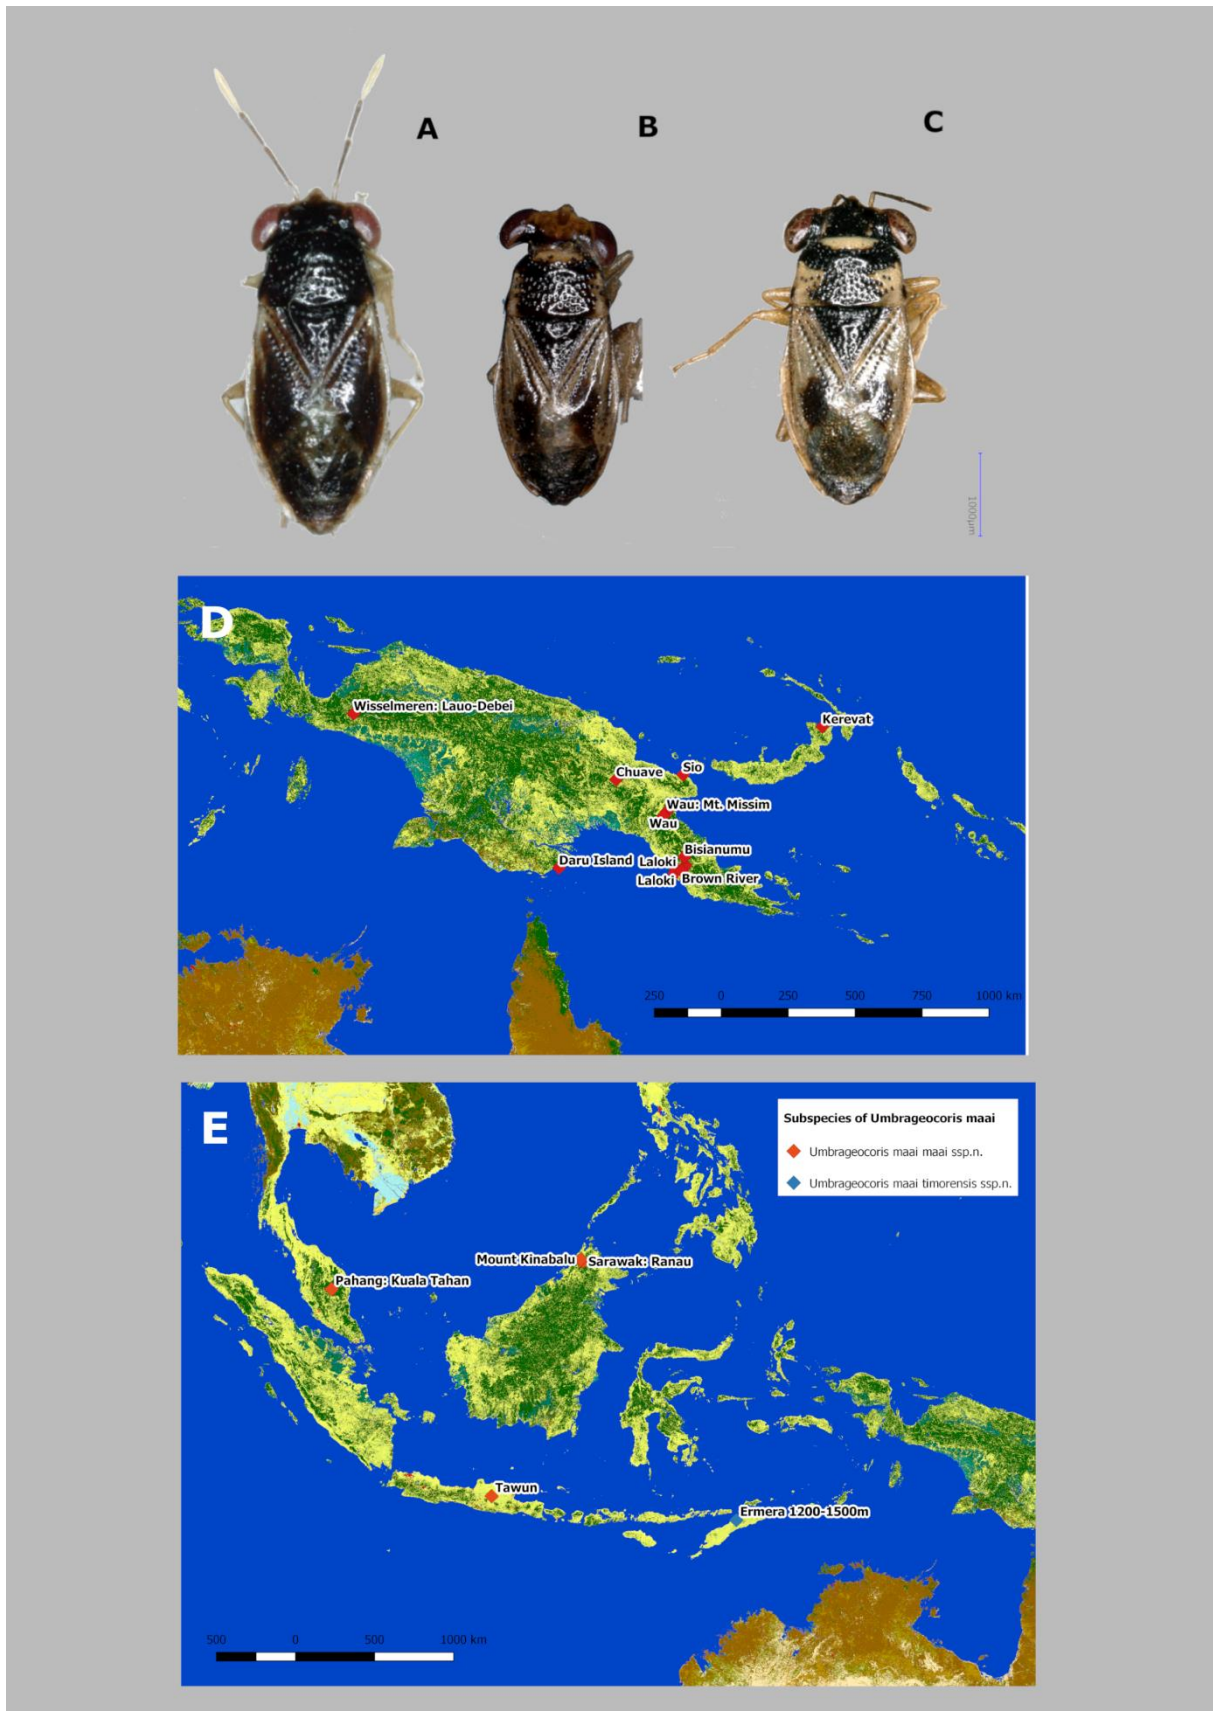 A
B
C
1000µm
D
Wisselmeren: Lauo-Debei
Kerevat
Chuave
Sio
Wau: Mt. Missim
Wau
Bisianumu
Daru Island
Laloki
Laloki
Brown River
250 0 250 500 750 1000 km
E
Subspecies of Umbrageocoris maai
Umbrageocoris maai maai ssp.n.
Umbrageocoris maai timorensis ssp.n.
Mount Kinabalu
Sarawak: Ranau
Pahang: Kuala Tahan
Tawun
Ermera 1200-1500m
500 0 500 1000 km